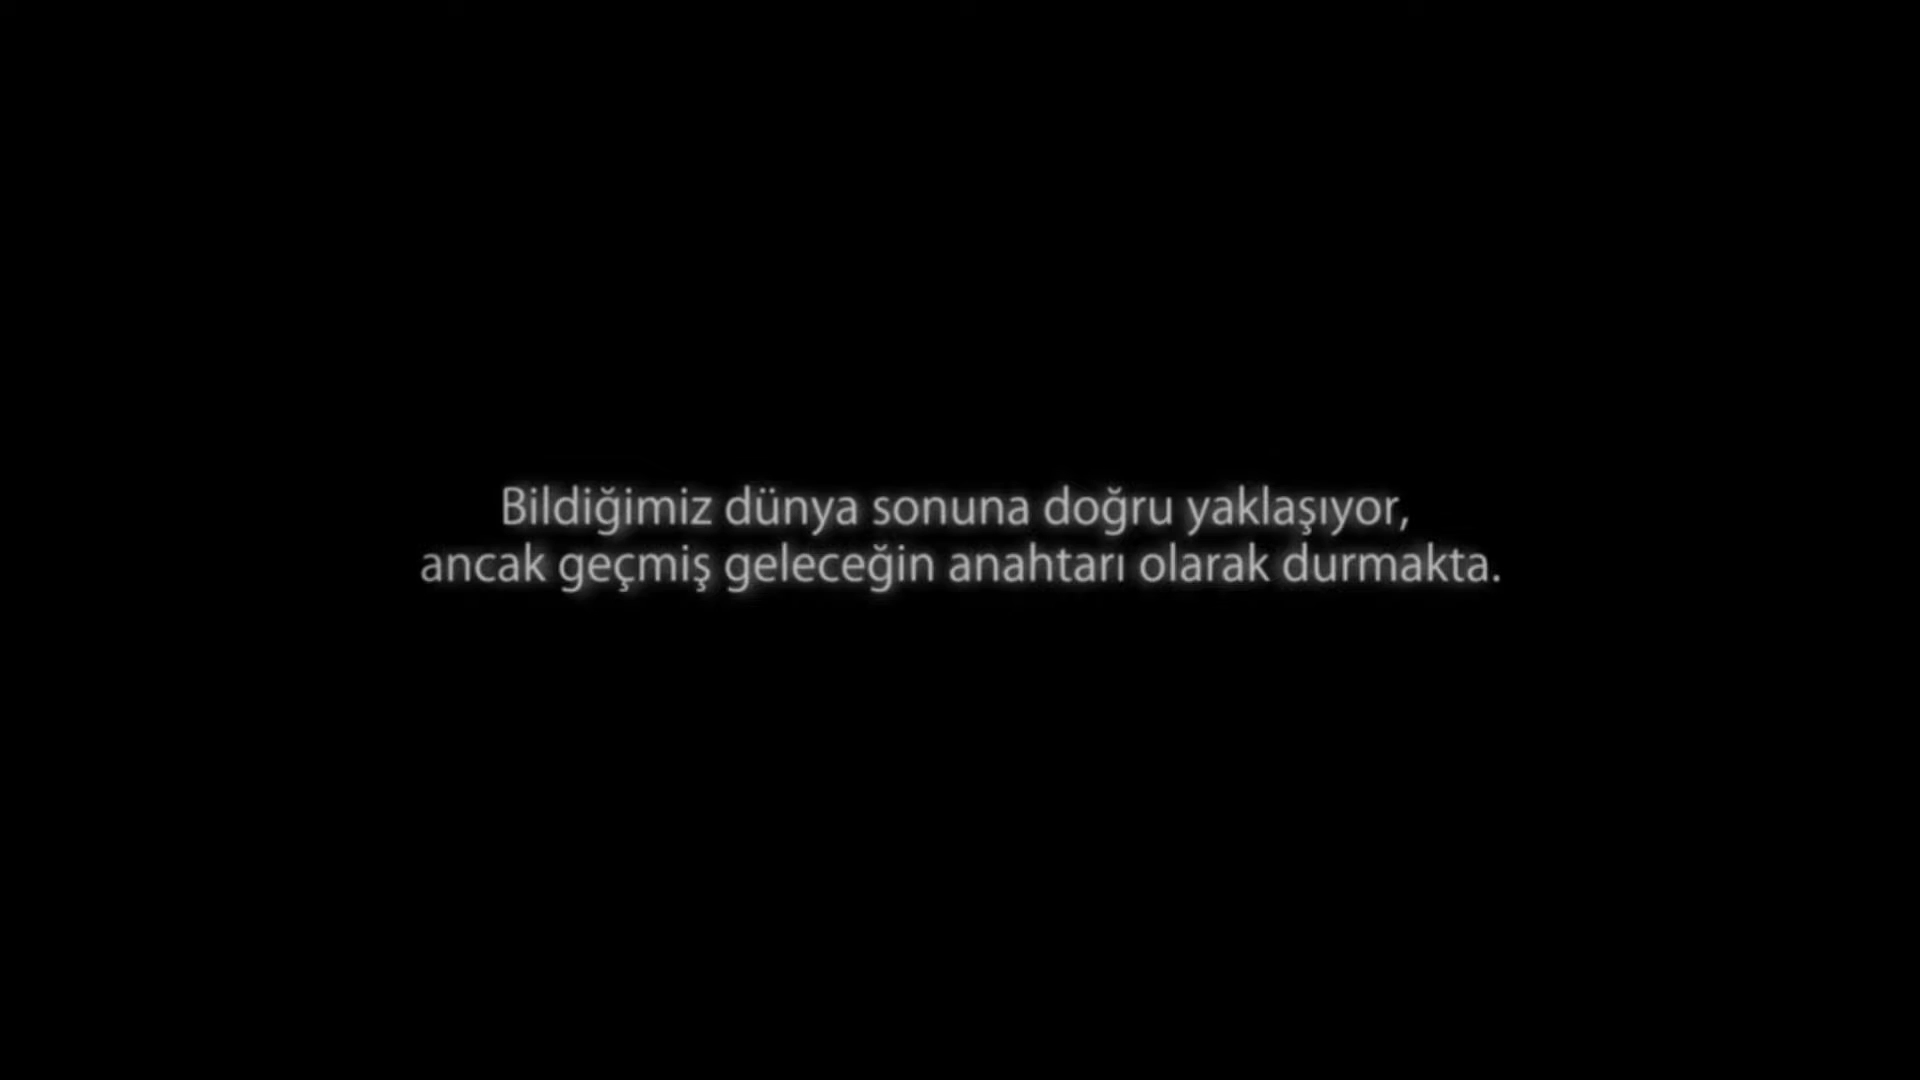 Bildiğimiz dünya sonuna doğru yaklaşıyor,
ancak geçmiş geleceğin anahtarı olarak durmakta.